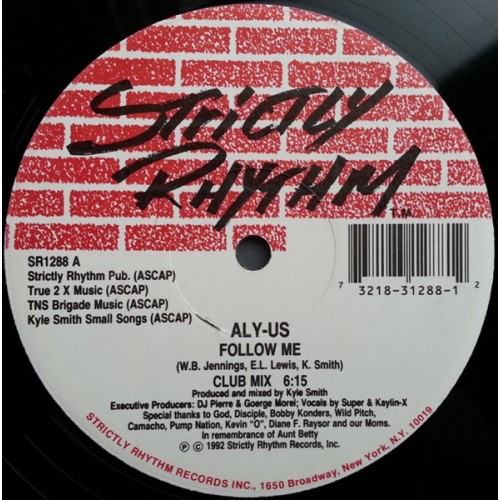 STRICTLY
RHYTHM
T.M.
SR1288 A
Strictly Rhythm Pub. (ASCAP)
True 2 X Music (ASCAP)
TNS Brigade Music (ASCAP)
Kyle Smith Small Songs (ASCAP)
7 3218-31288-1 2
ALY-US
FOLLOW ME
(W.B. Jennings, E.L. Lewis, K. Smith)
CLUB MIX 6:15
Produced and mixed by Kyle Smith
Executive Producers: DJ Pierre & Goerge Morel; Vocals by Super & Kaylin-X
Special thanks to God, Disciple, Bobby Konders, Wild Pitch,
Camacho, Pump Nation, Kevin "O", Diane F. Raysor and our Moms.
In remembrance of Aunt Betty
Ⓟ © 1992 Strictly Rhythm Records, Inc.
STRICTLY RHYTHM RECORDS INC., 1650 Broadway, New York, N.Y. 10019